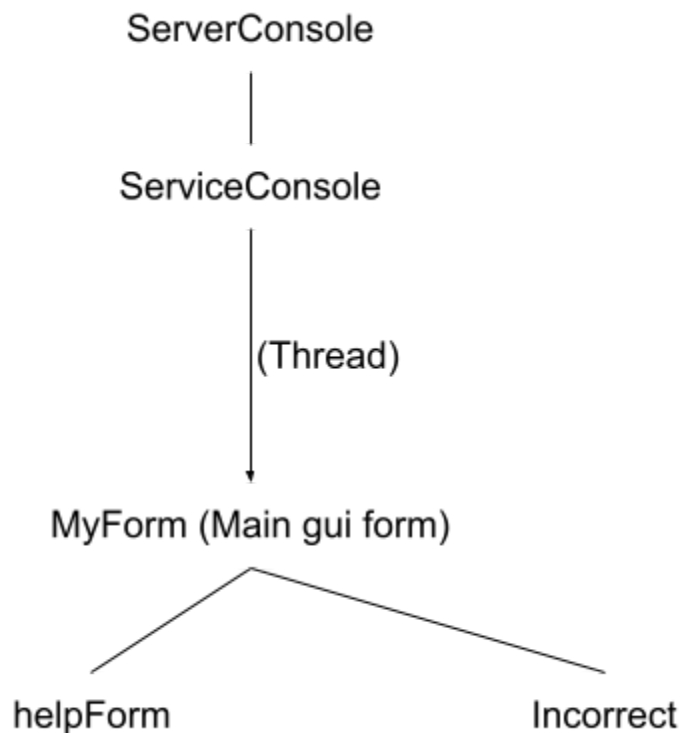 ServerConsole
ServiceConsole
(Thread)
MyForm (Main gui form)
helpForm
Incorrect